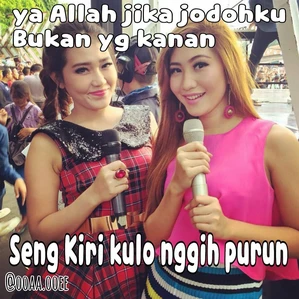 ya Allah jika jodohku
Bukan yg kanan
Seng Kiri kulo nggih purun
@OOAA.OOEE